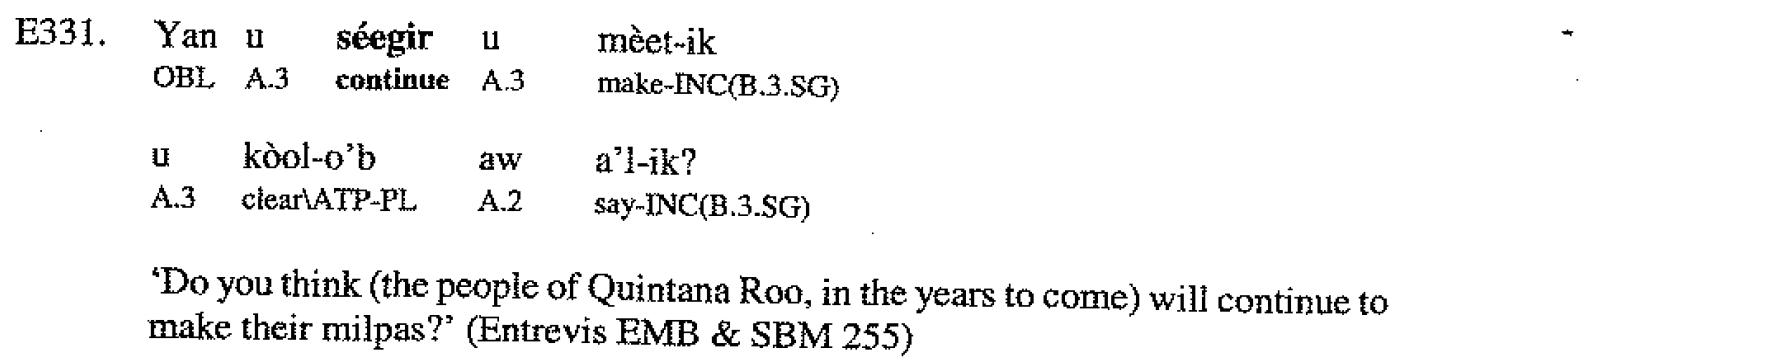 E331. Yan u séegir u mèet-ik
OBL A.3 continue A.3 make-INC(B.3.SG)
u kòol-o'b aw a'l-ik?
A.3 clear\ATP-PL A.2 say-INC(B.3.SG)
‘Do you think (the people of Quintana Roo, in the years to come) will continue to
make their milpas?’ (Entrevis EMB & SBM 255)